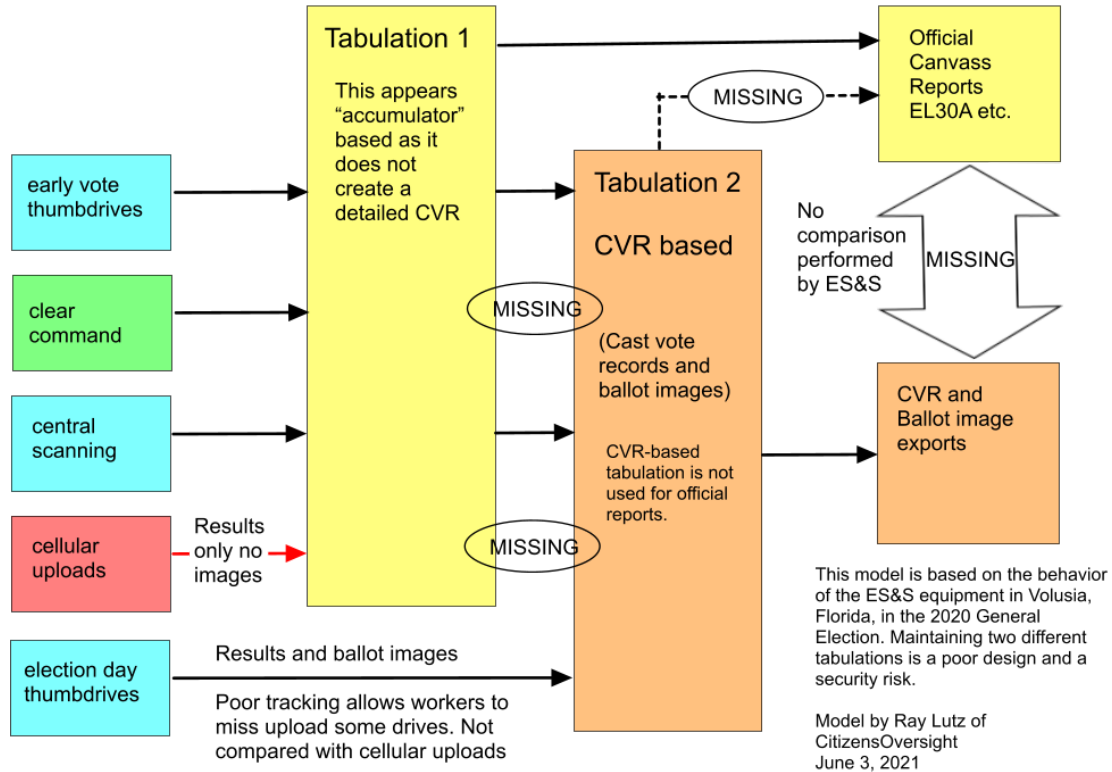 Tabulation 1
This appears
“accumulator”
based as it
does not
create a
detailed CVR
Official
Canvass
Reports
EL30A etc.
MISSING
early vote
thumbdrives
Tabulation 2
CVR based
(Cast vote
records and
ballot images)
CVR-based
tabulation is not
used for official
reports.
No
comparison
performed
by ES&S
MISSING
clear
command
MISSING
central
scanning
CVR and
Ballot image
exports
cellular
uploads
Results
only no
images
MISSING
election day
thumbdrives
Results and ballot images
Poor tracking allows workers to
miss upload some drives. Not
compared with cellular uploads
This model is based on the behavior
of the ES&S equipment in Volusia,
Florida, in the 2020 General
Election. Maintaining two different
tabulations is a poor design and a
security risk.
Model by Ray Lutz of
CitizensOversight
June 3, 2021